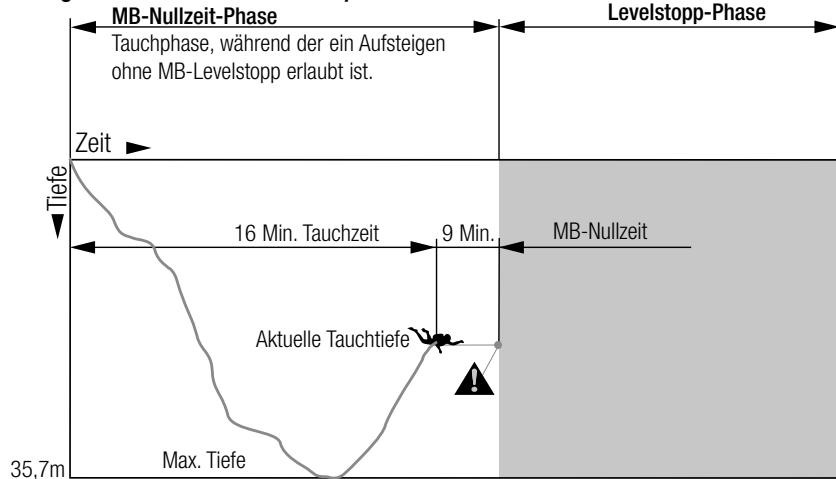 MB-Nullzeit-Phase
Levelstopp-Phase
Tauchphase, während der ein Aufsteigen
ohne MB-Levelstopp erlaubt ist.
Zeit
Tiefe
16 Min. Tauchzeit
9 Min.
MB-Nullzeit
Aktuelle Tauchtiefe
Max. Tiefe
35,7m